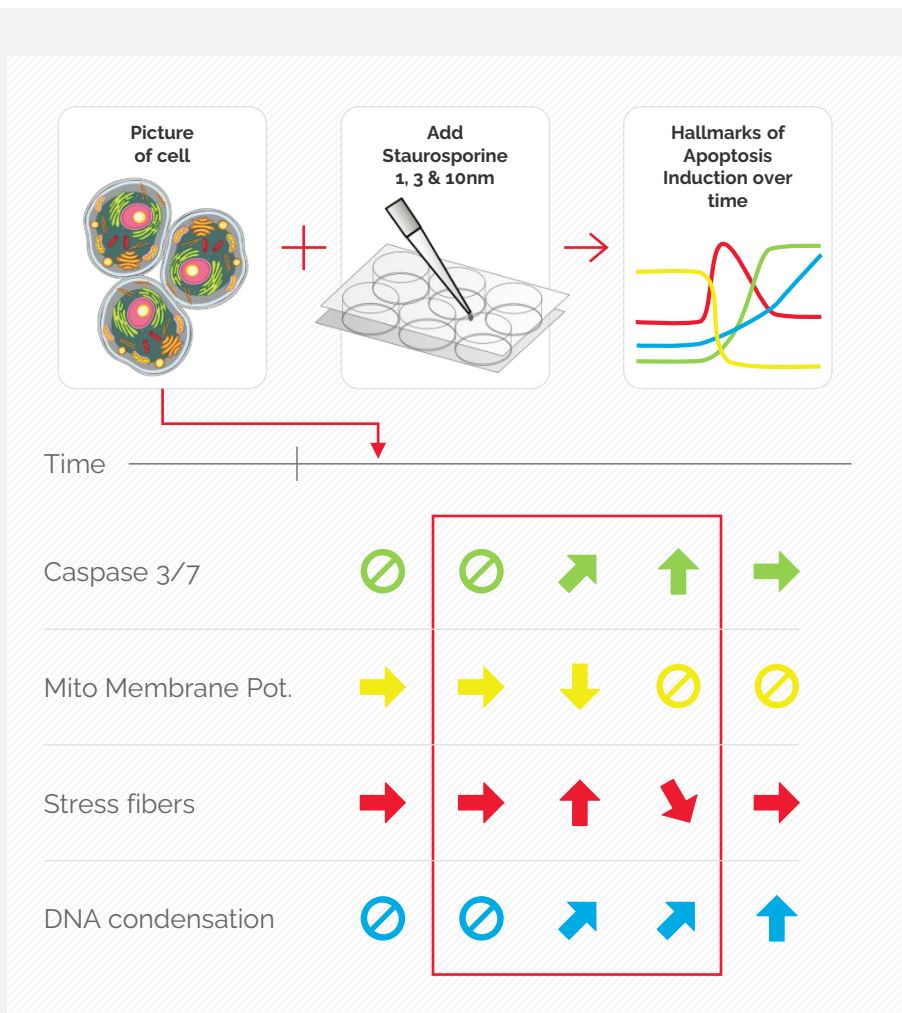 Picture
of cell
Add
Staurosporine
1, 3 & 10nm
Hallmarks of
Apoptosis
Induction over
time
Time
Caspase 3/7
Mito Membrane Pot.
Stress fibers
DNA condensation